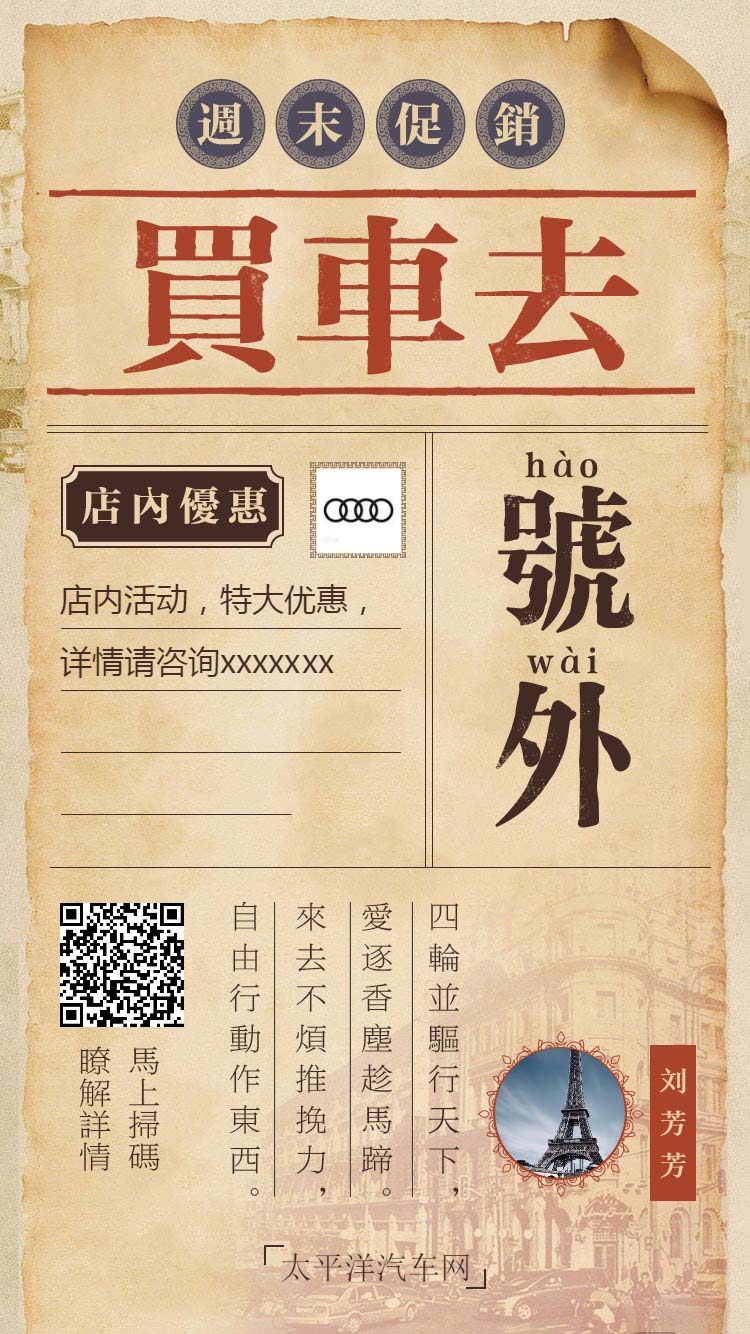 週末促銷
買車去
店內優惠
店内活动，特大优惠，
详情请咨询xxxxxxx
hào
號
wài
外
四輪並驅行天下，
愛逐香塵趁馬蹄。
來去不煩推挽力，
自由行動作東西。
馬上掃碼
瞭解詳情
刘芳芳
太平洋汽车网